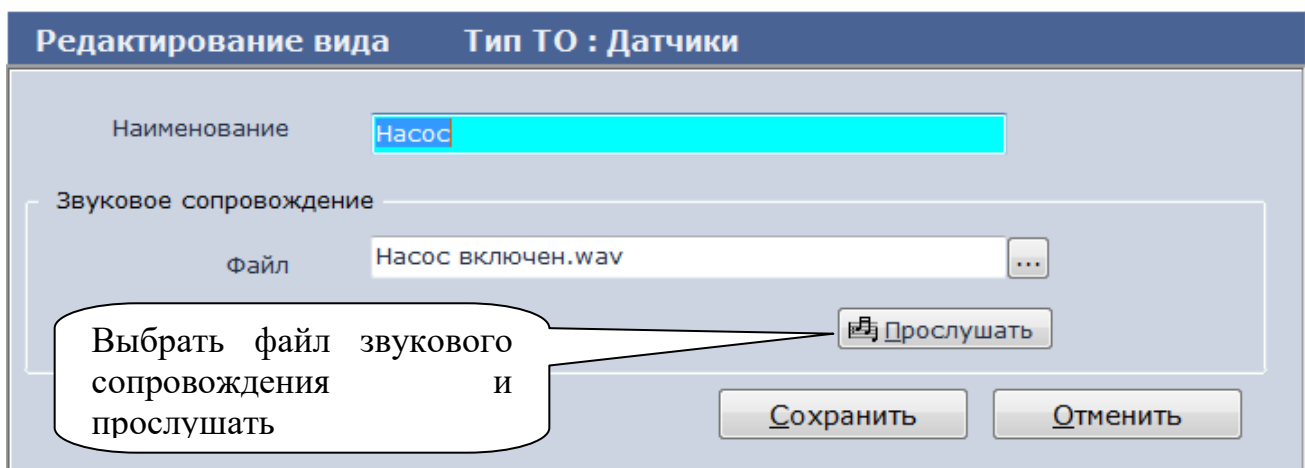 Редактирование вида Тип ТО : Датчики
Наименование Насос
Звуковое сопровождение
Файл Насос включен.wav ...
Прослушать
Выбрать файл звукового
сопровождения и
прослушать
Сохранить Отменить